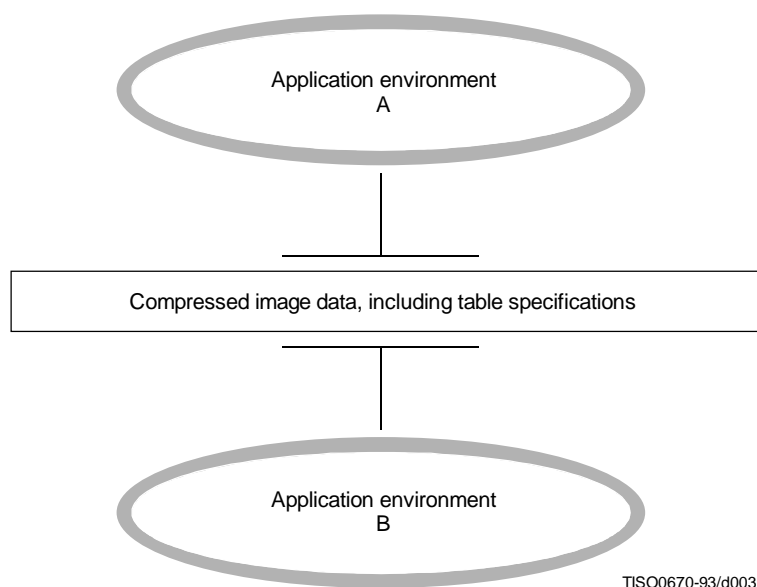 Application environment
A
Compressed image data, including table specifications
Application environment
B
TISO0670-93/d003